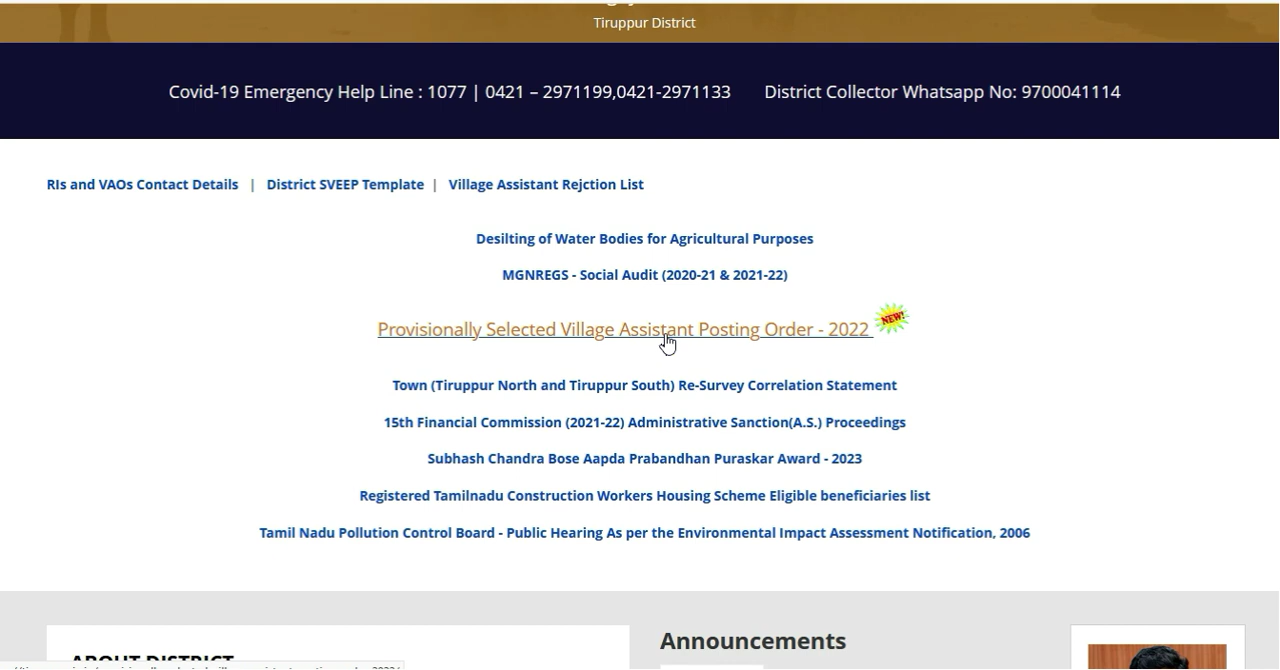 Tiruppur District
Covid-19 Emergency Help Line : 1077 | 0421 – 2971199,0421-2971133 District Collector Whatsapp No: 9700041114
RIs and VAOs Contact Details | District SVEEP Template | Village Assistant Rejction List
Desilting of Water Bodies for Agricultural Purposes
MGNREGS - Social Audit (2020-21 & 2021-22)
Provisionally Selected Village Assistant Posting Order - 2022 NEW!
Town (Tiruppur North and Tiruppur South) Re-Survey Correlation Statement
15th Financial Commission (2021-22) Administrative Sanction(A.S.) Proceedings
Subhash Chandra Bose Aapda Prabandhan Puraskar Award - 2023
Registered Tamilnadu Construction Workers Housing Scheme Eligible beneficiaries list
Tamil Nadu Pollution Control Board - Public Hearing As per the Environmental Impact Assessment Notification, 2006
ABOUT DISTRICT
Announcements